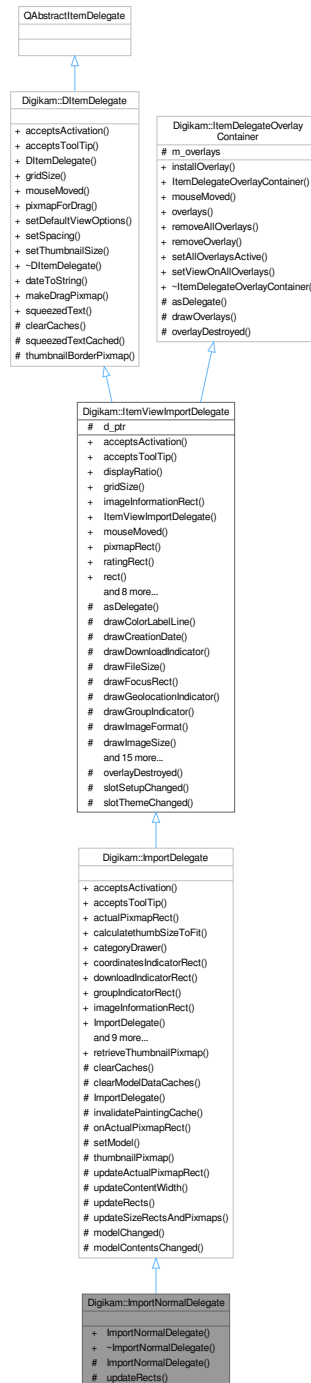 QAbstractItemDelegate
Digikam::DItemDelegate
+ acceptsActivation()
+ acceptsToolTip()
+ DItemDelegate()
+ gridSize()
+ mouseMoved()
+ pixmapForDrag()
+ setDefaultViewOptions()
+ setSpacing()
+ setThumbnailSize()
+ ~DItemDelegate()
+ dateToString()
+ makeDragPixmap()
+ squeezedText()
# clearCaches()
# squeezedTextCached()
# thumbnailBorderPixmap()
Digikam::ItemDelegateOverlay
Container
# m_overlays
+ installOverlay()
+ ItemDelegateOverlayContainer()
+ mouseMoved()
+ overlays()
+ removeAllOverlays()
+ removeOverlay()
+ setAllOverlaysActive()
+ setViewOnAllOverlays()
+ ~ItemDelegateOverlayContainer()
# asDelegate()
# drawOverlays()
# overlayDestroyed()
Digikam::ItemViewImportDelegate
# d_ptr
+ acceptsActivation()
+ acceptsToolTip()
+ displayRatio()
+ gridSize()
+ imageInformationRect()
+ ItemViewImportDelegate()
+ mouseMoved()
+ pixmapRect()
+ ratingRect()
+ rect()
and 8 more...
# asDelegate()
# drawColorLabelLine()
# drawCreationDate()
# drawDownloadIndicator()
# drawFileSize()
# drawFocusRect()
# drawGeolocationIndicator()
# drawGroupIndicator()
# drawImageFormat()
# drawImageSize()
and 15 more...
# overlayDestroyed()
# slotSetupChanged()
# slotThemeChanged()
Digikam::ImportDelegate
+ acceptsActivation()
+ acceptsToolTip()
+ actualPixmapRect()
+ calculatethumbSizeToFit()
+ categoryDrawer()
+ coordinatesIndicatorRect()
+ downloadIndicatorRect()
+ groupIndicatorRect()
+ imageInformationRect()
+ ImportDelegate()
and 9 more...
+ retrieveThumbnailPixmap()
# clearCaches()
# clearModelDataCaches()
# ImportDelegate()
# invalidatePaintingCache()
# onActualPixmapRect()
# setModel()
# thumbnailPixmap()
# updateActualPixmapRect()
# updateContentWidth()
# updateRects()
# updateSizeRectsAndPixmaps()
# modelChanged()
# modelContentsChanged()
Digikam::ImportNormalDelegate
+ ImportNormalDelegate()
+ ~ImportNormalDelegate()
# ImportNormalDelegate()
# updateRects()